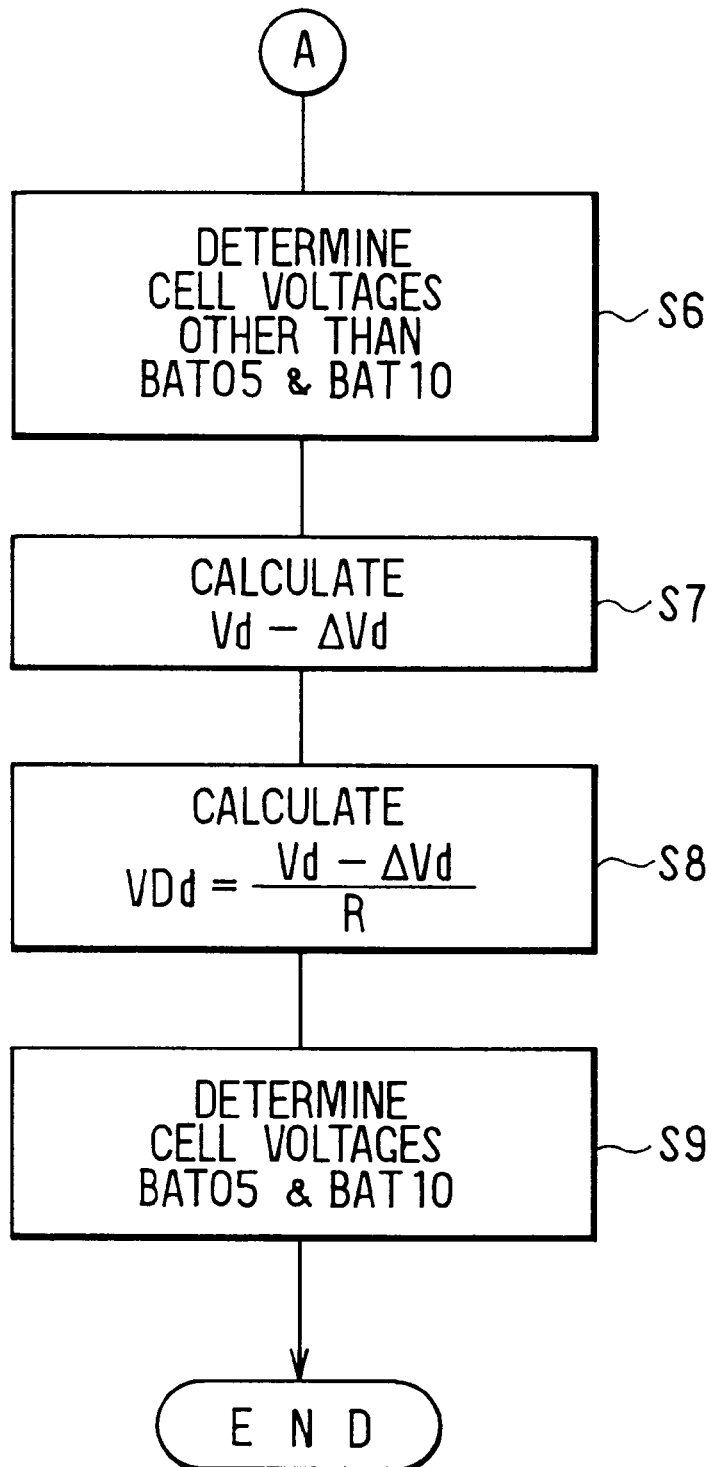 A
DETERMINE
CELL VOLTAGES
OTHER THAN
BAT05 & BAT10
S6
CALCULATE
Vd − ΔVd
S7
CALCULATE
VDd = Vd − ΔVd
R
S8
DETERMINE
CELL VOLTAGES
BAT05 & BAT10
S9
END